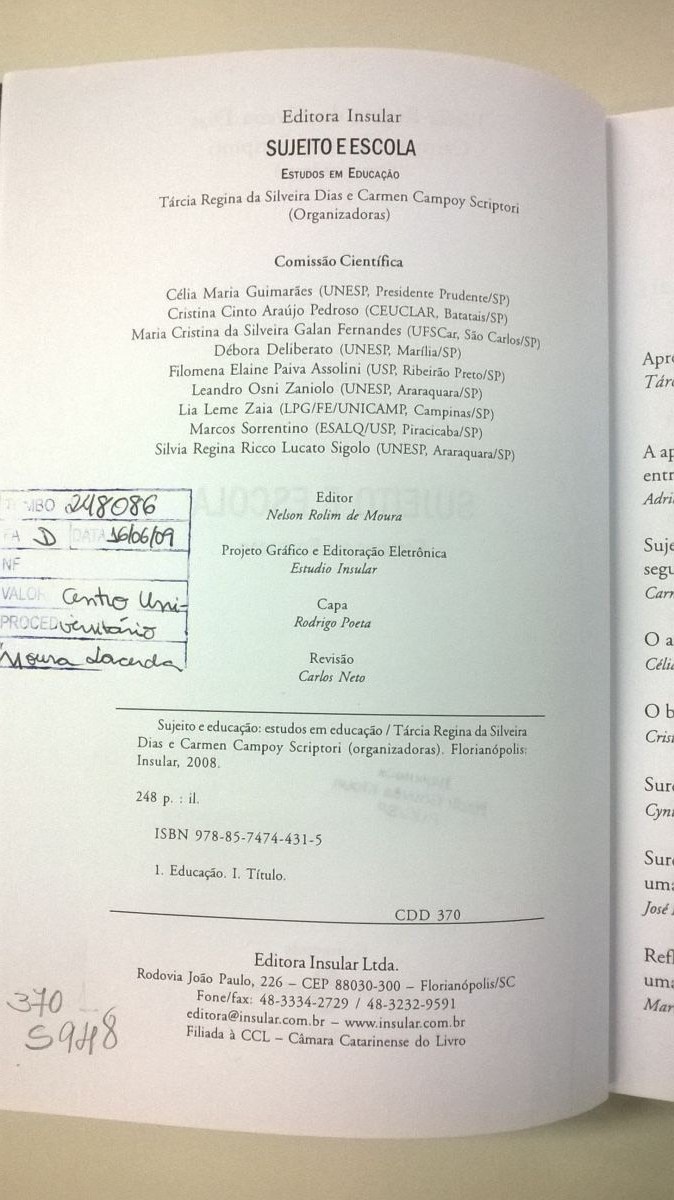 Editora Insular
SUJEITO E ESCOLA
ESTUDOS EM EDUCAÇÃO
Tárcia Regina da Silveira Dias e Carmen Campoy Scriptori
(Organizadoras)
Comissão Científica
Célia Maria Guimarães (UNESP, Presidente Prudente/SP)
Cristina Cinto Araújo Pedroso (CEUCLAR, Batatais/SP)
Maria Cristina da Silveira Galan Fernandes (UFSCar, São Carlos/SP)
Débora Deliberato (UNESP, Marília/SP)
Filomena Elaine Paiva Assolini (USP, Ribeirão Preto/SP)
Leandro Osni Zaniolo (UNESP, Araraquara/SP)
Lia Leme Zaia (LPG/FE/UNICAMP, Campinas/SP)
Marcos Sorrentino (ESALQ/USP, Piracicaba/SP)
Silvia Regina Ricco Lucato Sigolo (UNESP, Araraquara/SP)
248086
D DATA 16/06/09
NF
VALOR Centro Uni-
PROCED versitário
Moura Lacerda
Editor
Nelson Rolim de Moura
Projeto Gráfico e Editoração Eletrônica
Estudio Insular
Capa
Rodrigo Poeta
Revisão
Carlos Neto
Sujeito e educação: estudos em educação / Tárcia Regina da Silveira
Dias e Carmen Campoy Scriptori (organizadoras). Florianópolis:
Insular, 2008.
248 p. : il.
ISBN 978-85-7474-431-5
1. Educação. I. Título.
CDD 370
Editora Insular Ltda.
Rodovia João Paulo, 226 – CEP 88030-300 – Florianópolis/SC
Fone/fax: 48-3334-2729 / 48-3232-9591
editora@insular.com.br – www.insular.com.br
Filiada à CCL – Câmara Catarinense do Livro
370
S948
A
Suje
O a
O b